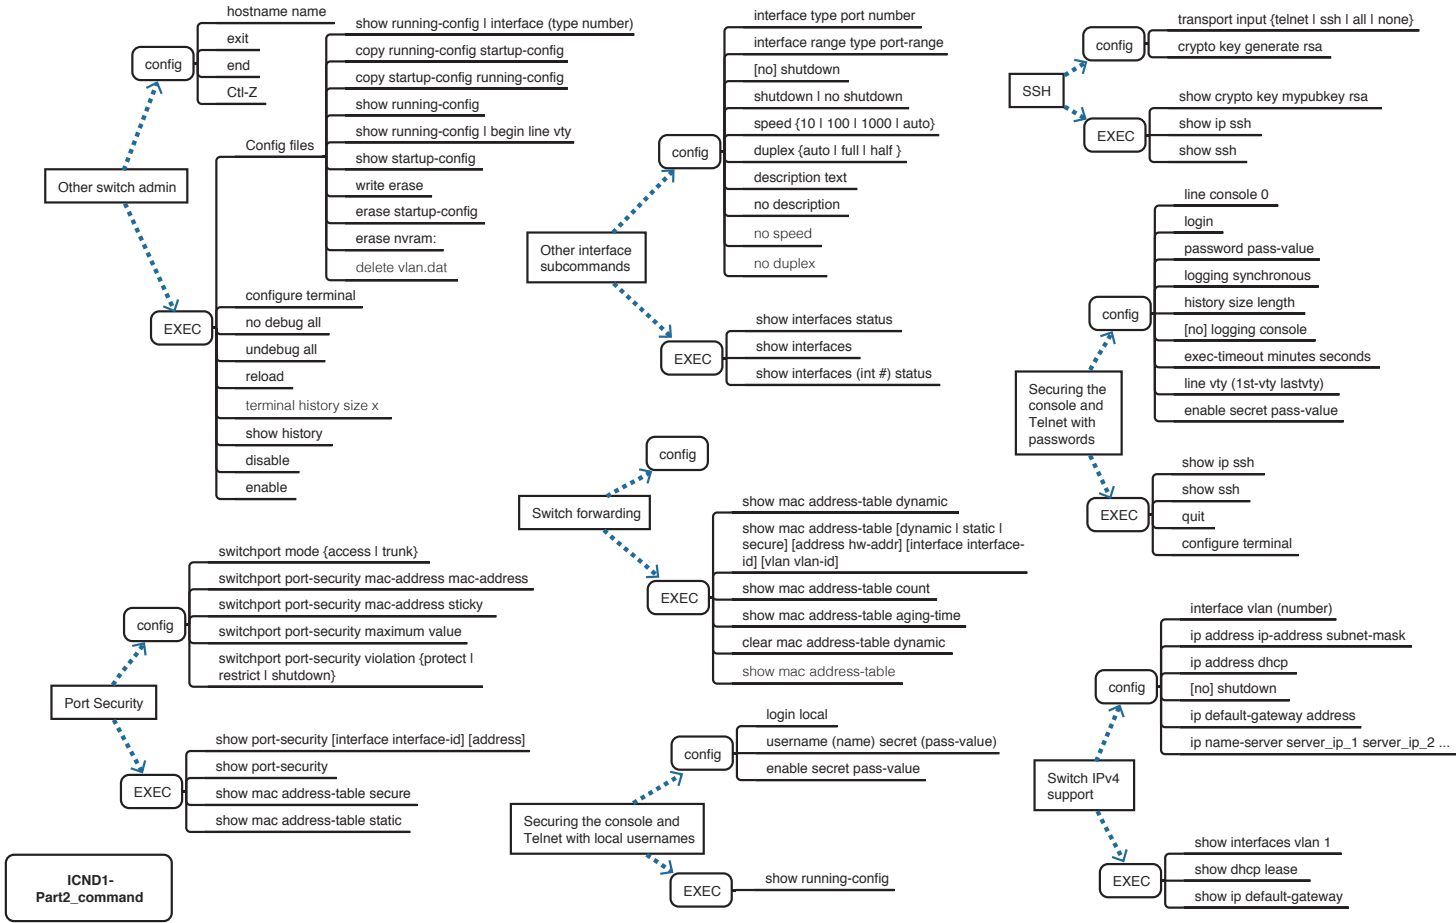 hostname name
exit
end
Ctl-Z
config
Other switch admin
EXEC
Config files
show running-config | interface (type number)
copy running-config startup-config
copy startup-config running-config
show running-config
show running-config | begin line vty
show startup-config
write erase
erase startup-config
erase nvram:
delete vlan.dat
configure terminal
no debug all
undebug all
reload
terminal history size x
show history
disable
enable
interface type port number
interface range type port-range
[no] shutdown
shutdown | no shutdown
speed {10 | 100 | 1000 | auto}
duplex {auto | full | half }
description text
no description
no speed
no duplex
config
Other interface
subcommands
EXEC
show interfaces status
show interfaces
show interfaces (int #) status
SSH
config
transport input {telnet | ssh | all | none}
crypto key generate rsa
EXEC
show crypto key mypubkey rsa
show ip ssh
show ssh
line console 0
login
password pass-value
logging synchronous
history size length
[no] logging console
exec-timeout minutes seconds
line vty (1st-vty lastvty)
enable secret pass-value
config
Securing the
console and
Telnet with
passwords
EXEC
show ip ssh
show ssh
quit
configure terminal
config
Switch forwarding
EXEC
show mac address-table dynamic
show mac address-table [dynamic | static |
secure] [address hw-addr] [interface interface-
id] [vlan vlan-id]
show mac address-table count
show mac address-table aging-time
clear mac address-table dynamic
show mac address-table
switchport mode {access | trunk}
switchport port-security mac-address mac-address
switchport port-security mac-address sticky
switchport port-security maximum value
switchport port-security violation {protect |
restrict | shutdown}
config
Port Security
EXEC
show port-security [interface interface-id] [address]
show port-security
show mac address-table secure
show mac address-table static
login local
username (name) secret (pass-value)
enable secret pass-value
config
Securing the console and
Telnet with local usernames
EXEC
show running-config
interface vlan (number)
ip address ip-address subnet-mask
ip address dhcp
[no] shutdown
ip default-gateway address
ip name-server server_ip_1 server_ip_2 ...
config
Switch IPv4
support
EXEC
show interfaces vlan 1
show dhcp lease
show ip default-gateway
ICND1-
Part2_command